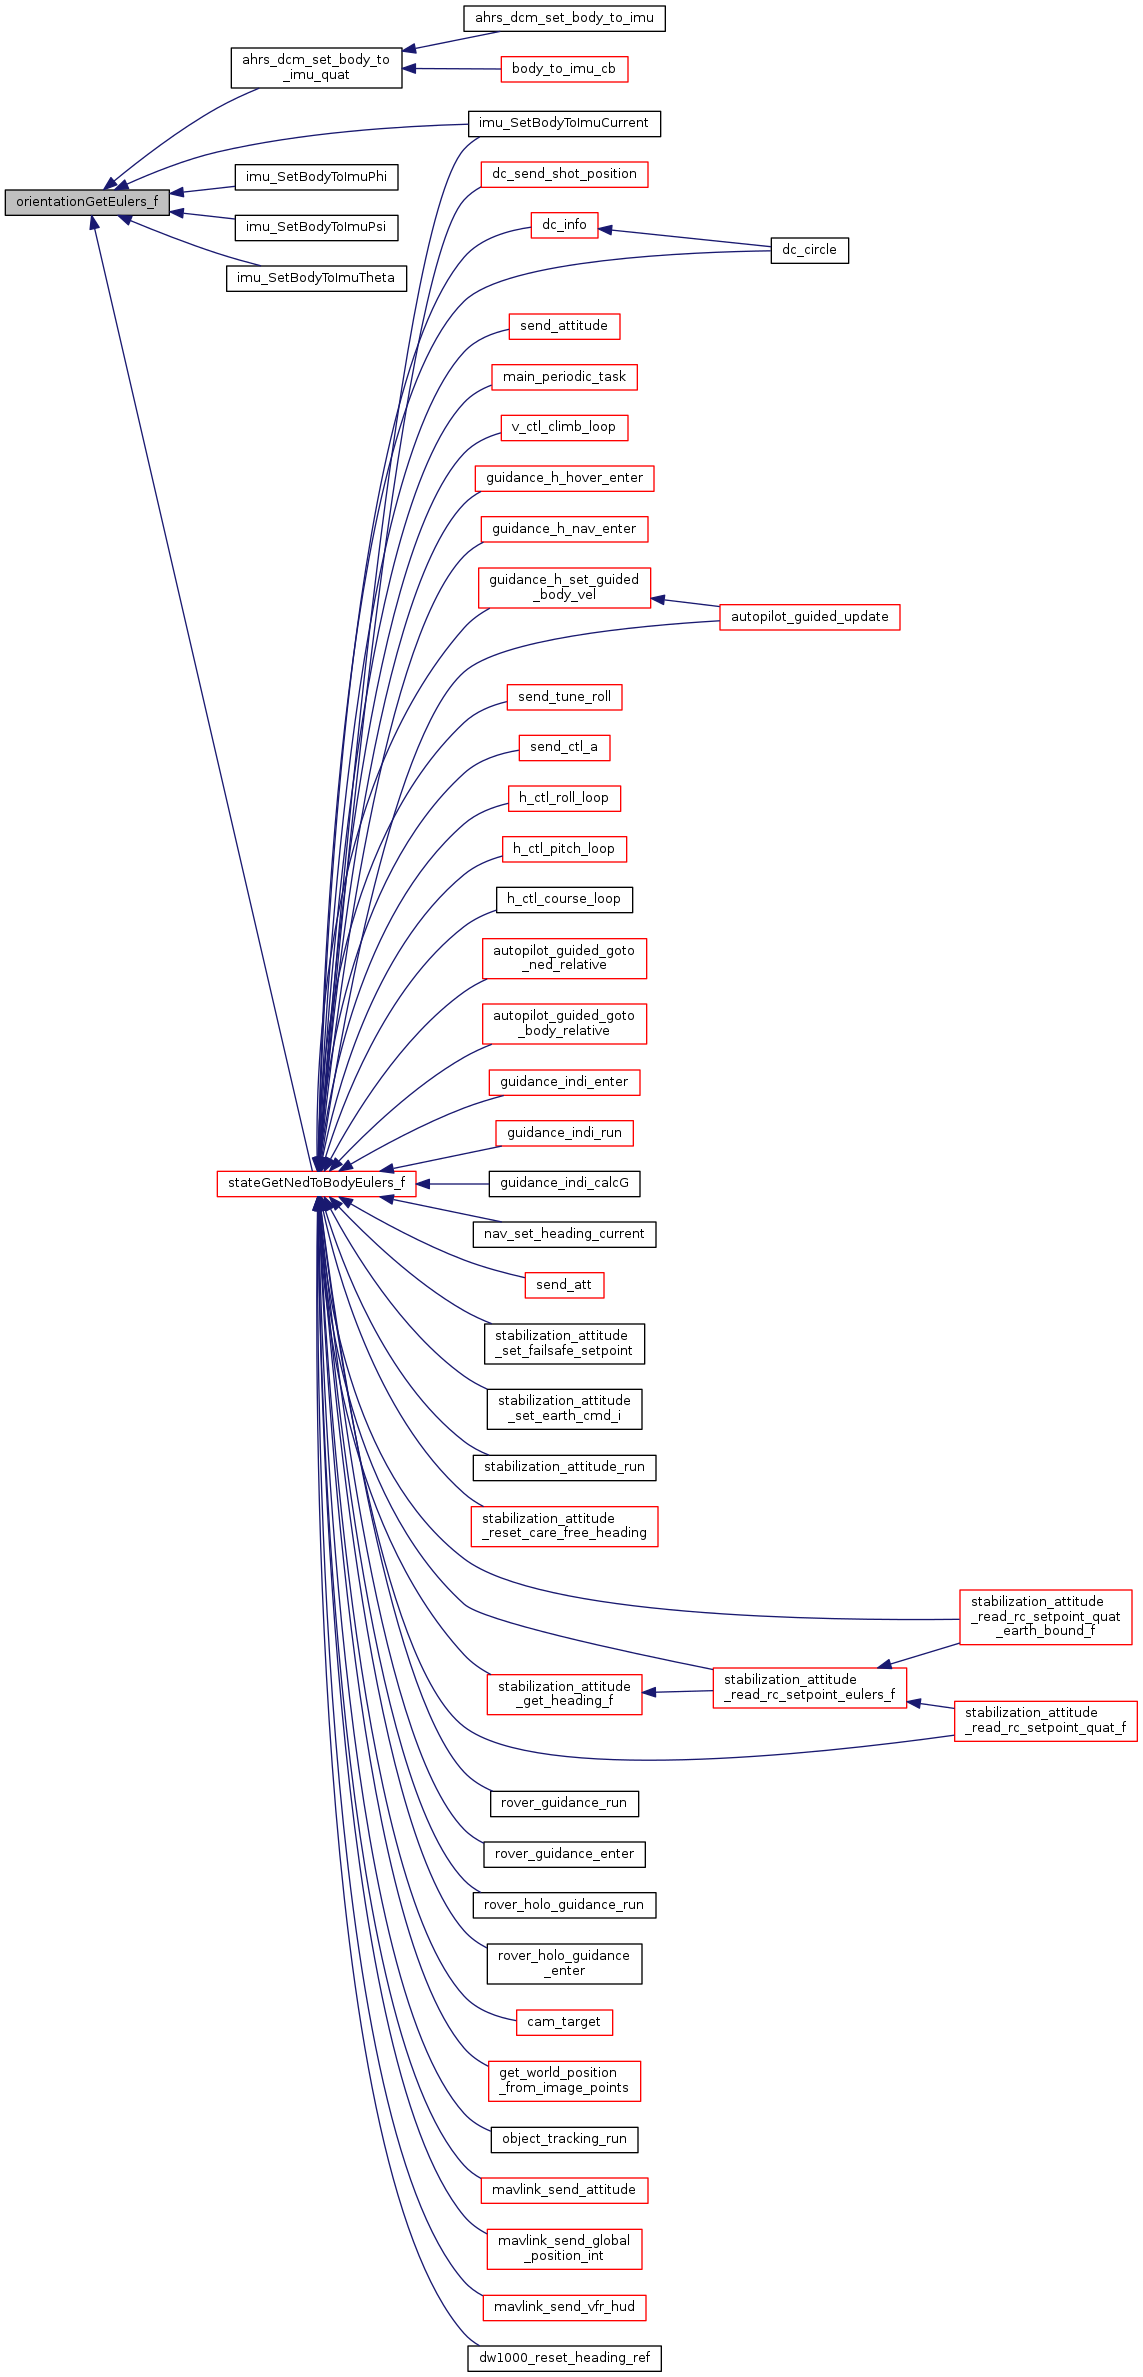 ahrs_dcm_set_body_to_imu
ahrs_dcm_set_body_to
_imu_quat
body_to_imu_cb
imu_SetBodyToImuCurrent
imu_SetBodyToImuPhi
dc_send_shot_position
orientationGetEulers_f
imu_SetBodyToImuPsi
dc_info
dc_circle
imu_SetBodyToImuTheta
send_attitude
main_periodic_task
v_ctl_climb_loop
guidance_h_hover_enter
guidance_h_nav_enter
guidance_h_set_guided
_body_vel
autopilot_guided_update
send_tune_roll
send_ctl_a
h_ctl_roll_loop
h_ctl_pitch_loop
h_ctl_course_loop
autopilot_guided_goto
_ned_relative
autopilot_guided_goto
_body_relative
guidance_indi_enter
guidance_indi_run
stateGetNedToBodyEulers_f
guidance_indi_calcG
nav_set_heading_current
send_att
stabilization_attitude
_set_failsafe_setpoint
stabilization_attitude
_set_earth_cmd_i
stabilization_attitude_run
stabilization_attitude
_reset_care_free_heading
stabilization_attitude
_read_rc_setpoint_quat
_earth_bound_f
stabilization_attitude
_get_heading_f
stabilization_attitude
_read_rc_setpoint_eulers_f
stabilization_attitude
_read_rc_setpoint_quat_f
rover_guidance_run
rover_guidance_enter
rover_holo_guidance_run
rover_holo_guidance
_enter
cam_target
get_world_position
_from_image_points
object_tracking_run
mavlink_send_attitude
mavlink_send_global
_position_int
mavlink_send_vfr_hud
dw1000_reset_heading_ref